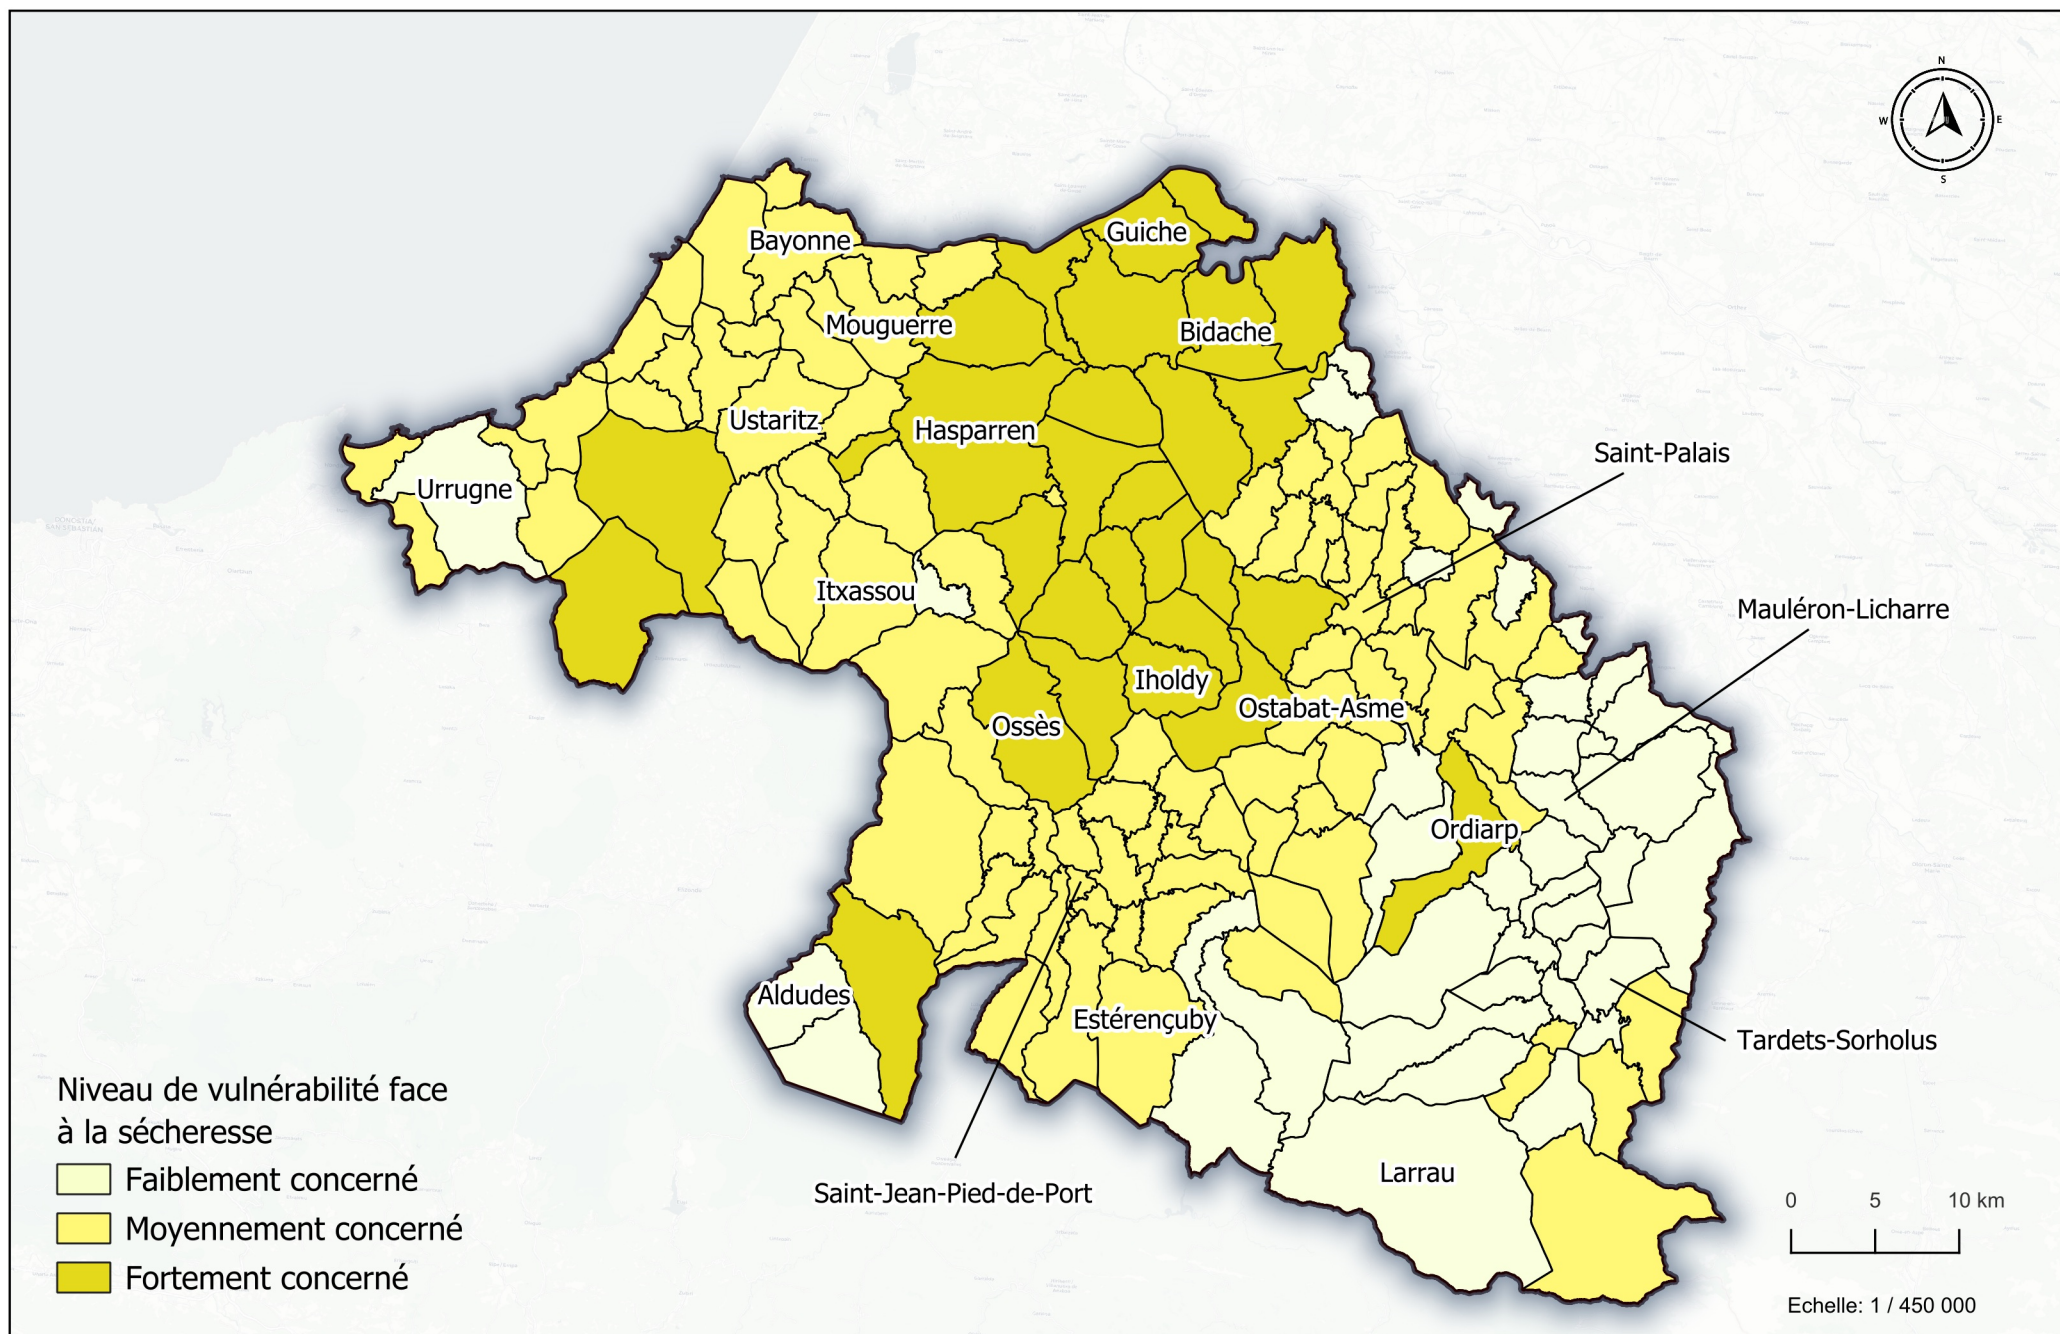 N
W
E
S
Guiche
Bayonne
Mouguerre
Bidache
Ustaritz
Hasparren
Saint-Palais
Urrugne
Itxassou
Mauléron-Licharre
Iholdy
Ostabat-Asme
Ossès
Ordiarp
Aldudes
Estérençuby
Tardets-Sorholus
Niveau de vulnérabilité face
à la sécheresse
Faiblement concerné
Moyennement concerné
Fortement concerné
Saint-Jean-Pied-de-Port
Larrau
0 5 10 km
Echelle: 1 / 450 000